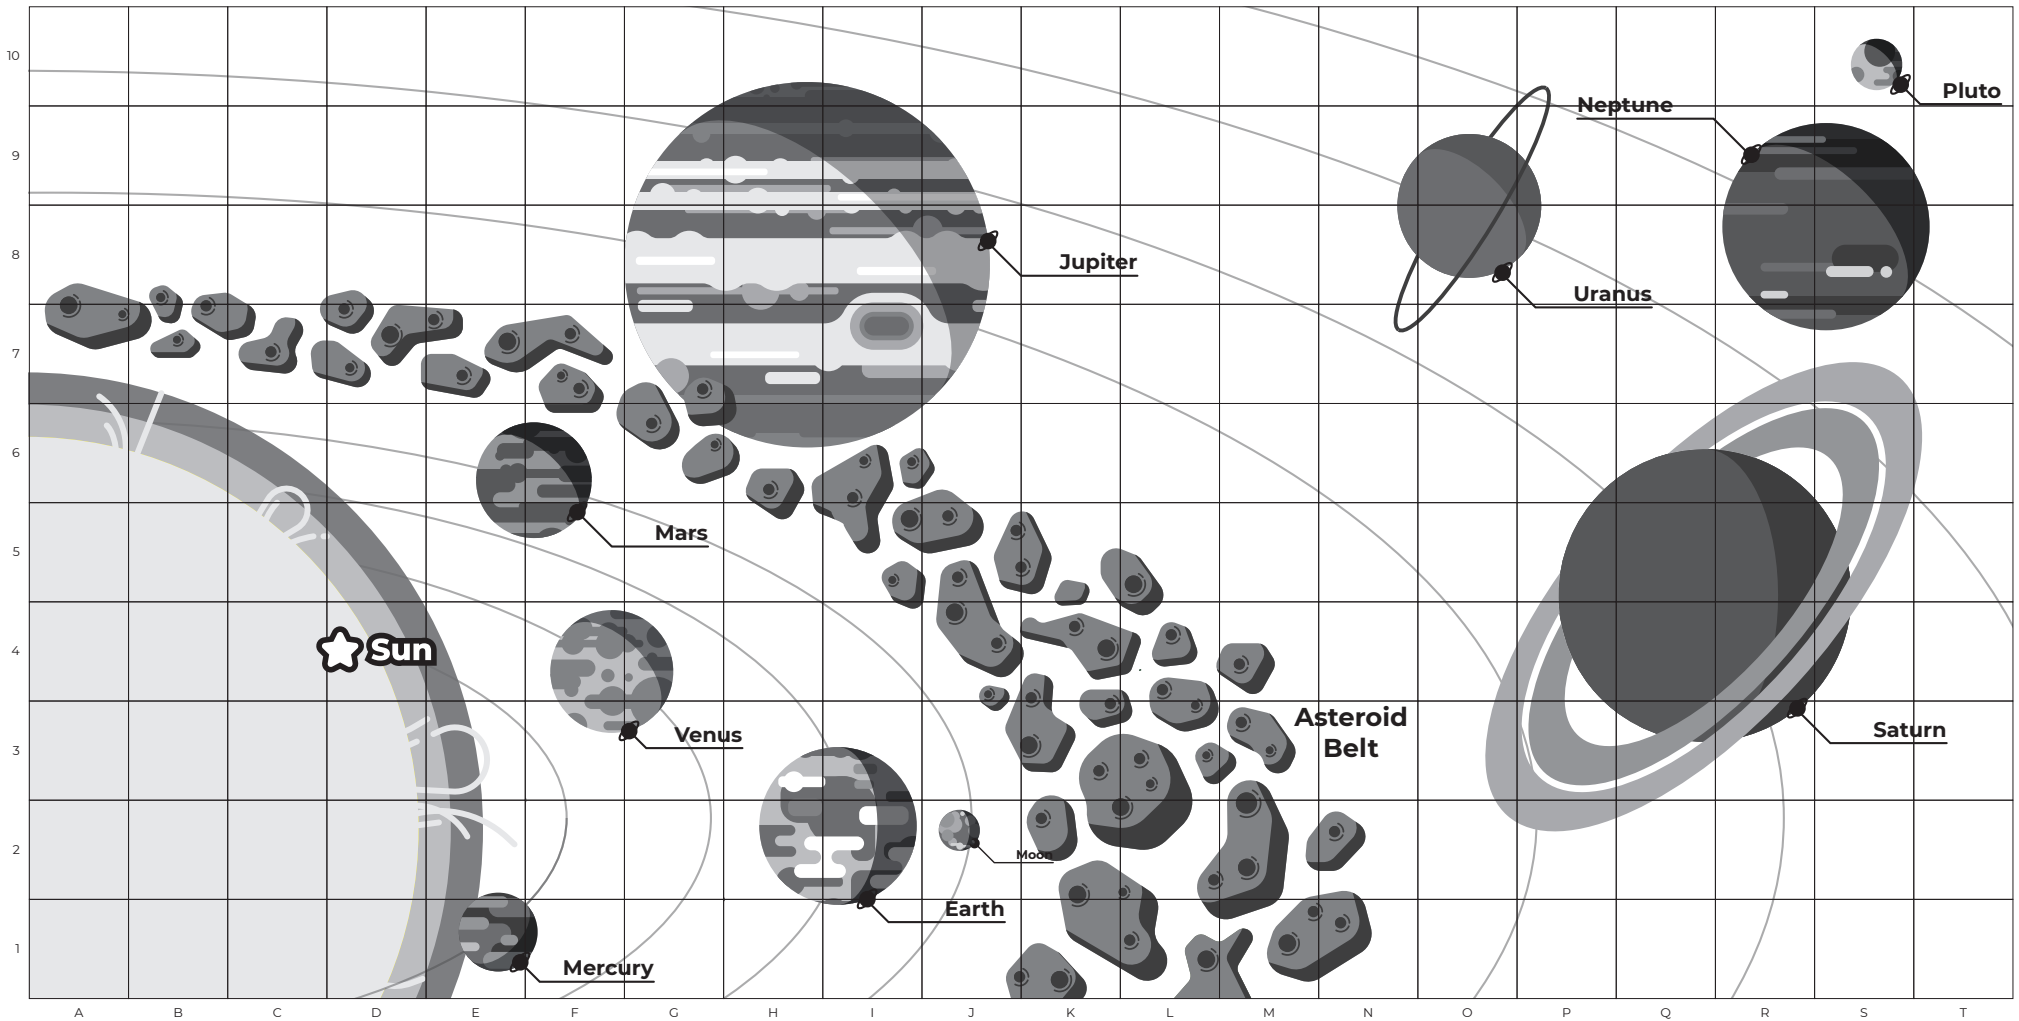 10
Pluto
Neptune
9
8
Jupiter
Uranus
7
6
Mars
5
4
Sun
Asteroid
Belt
3
Venus
Saturn
2
Moon
Earth
1
Mercury
A B C D E F G H I J K L M N O P Q R S T